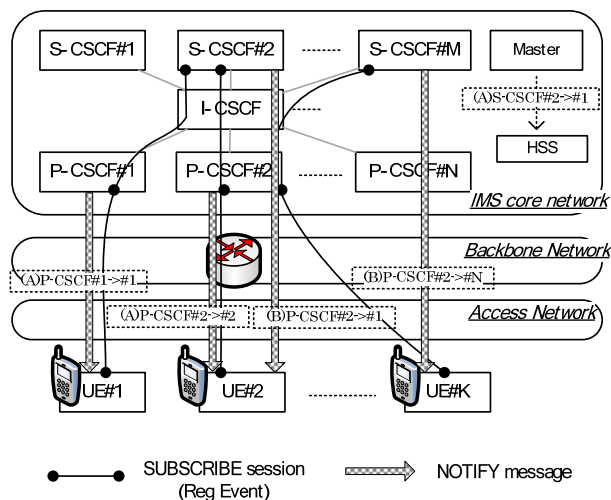 S-CSCF#1
S-CSCF#2
S-CSCF#M
Master
(A)S-CSCF#2->#1
I-CSCF
HSS
P-CSCF#1
P-CSCF#2
P-CSCF#N
IMS core network
Backbone Network
(A)P-CSCF#1->#1
(B)P-CSCF#2->#N
Access Network
(A)P-CSCF#2->#2
(B)P-CSCF#2->#1
UE#1
UE#2
UE#K
SUBSCRIBE session
(Reg Event)
NOTIFY message